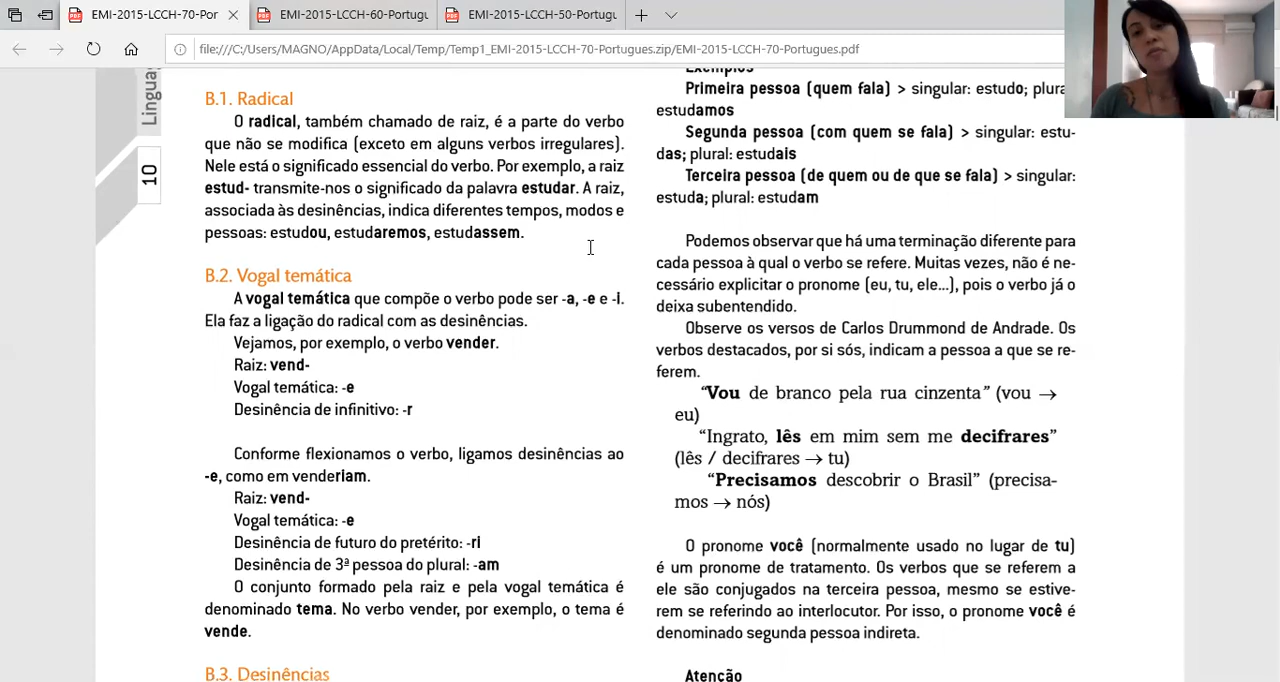 EMI-2015-LCCH-70-Por
EMI-2015-LCCH-60-Portugu
EMI-2015-LCCH-50-Portugu
file:///C:/Users/MAGNO/AppData/Local/Temp/Temp1_EMI-2015-LCCH-70-Portugues.zip/EMI-2015-LCCH-70-Portugues.pdf
Lingua
10
B.1. Radical
O radical, também chamado de raiz, é a parte do verbo
que não se modifica (exceto em alguns verbos irregulares).
Nele está o significado essencial do verbo. Por exemplo, a raiz
estud- transmite-nos o significado da palavra estudar. A raiz,
associada às desinências, indica diferentes tempos, modos e
pessoas: estudou, estudaremos, estudassem.
B.2. Vogal temática
A vogal temática que compõe o verbo pode ser -a, -e e -i.
Ela faz a ligação do radical com as desinências.
Vejamos, por exemplo, o verbo vender.
Raiz: vend-
Vogal temática: -e
Desinência de infinitivo: -r
Conforme flexionamos o verbo, ligamos desinências ao
-e, como em venderiam.
Raiz: vend-
Vogal temática: -e
Desinência de futuro do pretérito: -ri
Desinência de 3ª pessoa do plural: -am
O conjunto formado pela raiz e pela vogal temática é
denominado tema. No verbo vender, por exemplo, o tema é
vende.
B.3. Desinências
Exemplos
Primeira pessoa (quem fala) > singular: estudo; plura
estudamos
Segunda pessoa (com quem se fala) > singular: estu-
das; plural: estudais
Terceira pessoa (de quem ou de que se fala) > singular:
estuda; plural: estudam
Podemos observar que há uma terminação diferente para
cada pessoa à qual o verbo se refere. Muitas vezes, não é ne-
cessário explicitar o pronome (eu, tu, ele...), pois o verbo já o
deixa subentendido.
Observe os versos de Carlos Drummond de Andrade. Os
verbos destacados, por si sós, indicam a pessoa a que se re-
ferem.
“Vou de branco pela rua cinzenta” (vou →
eu)
“Ingrato, lês em mim sem me decifrares”
(lês / decifrares → tu)
“Precisamos descobrir o Brasil” (precisa-
mos → nós)
O pronome você (normalmente usado no lugar de tu)
é um pronome de tratamento. Os verbos que se referem a
ele são conjugados na terceira pessoa, mesmo se estive-
rem se referindo ao interlocutor. Por isso, o pronome você é
denominado segunda pessoa indireta.
Atenção